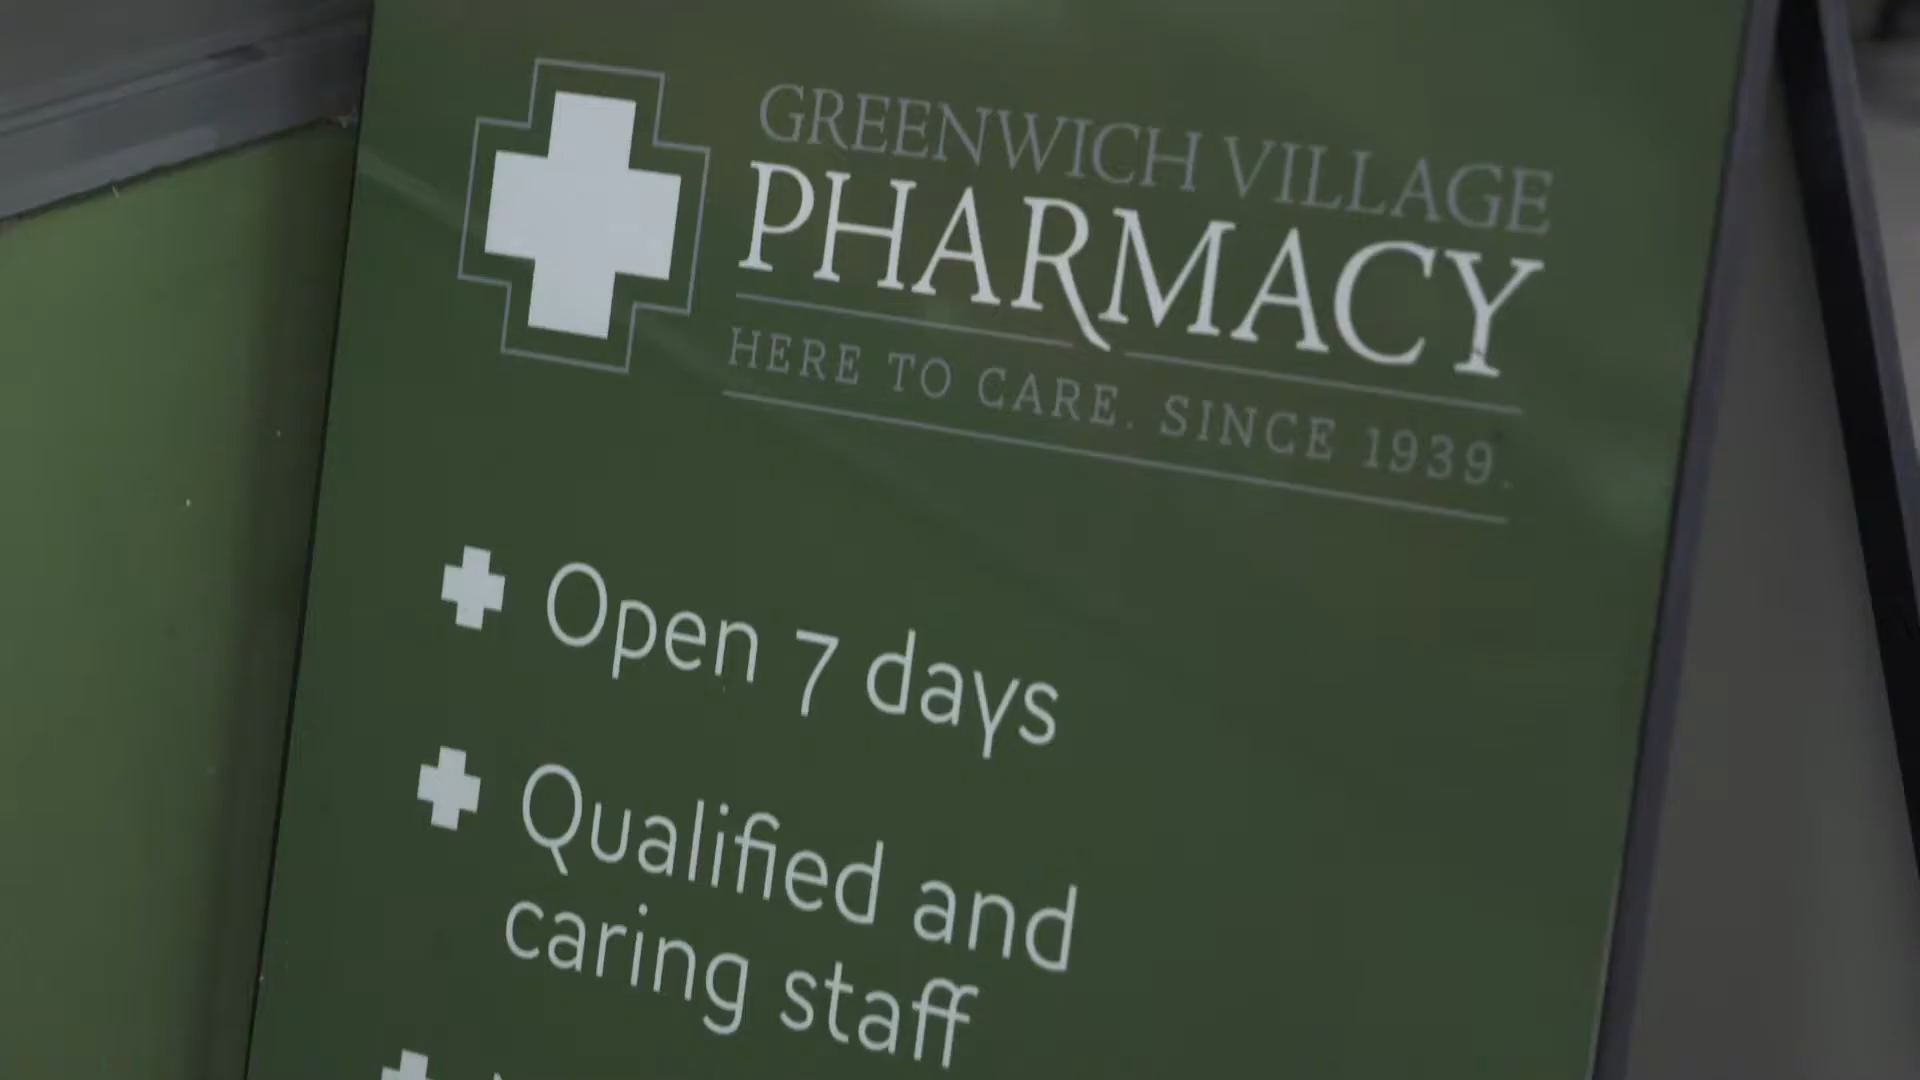 GREENWICH VILLAGE
PHARMACY
HERE TO CARE. SINCE 1939.
Open 7 days
Qualified and
caring staff